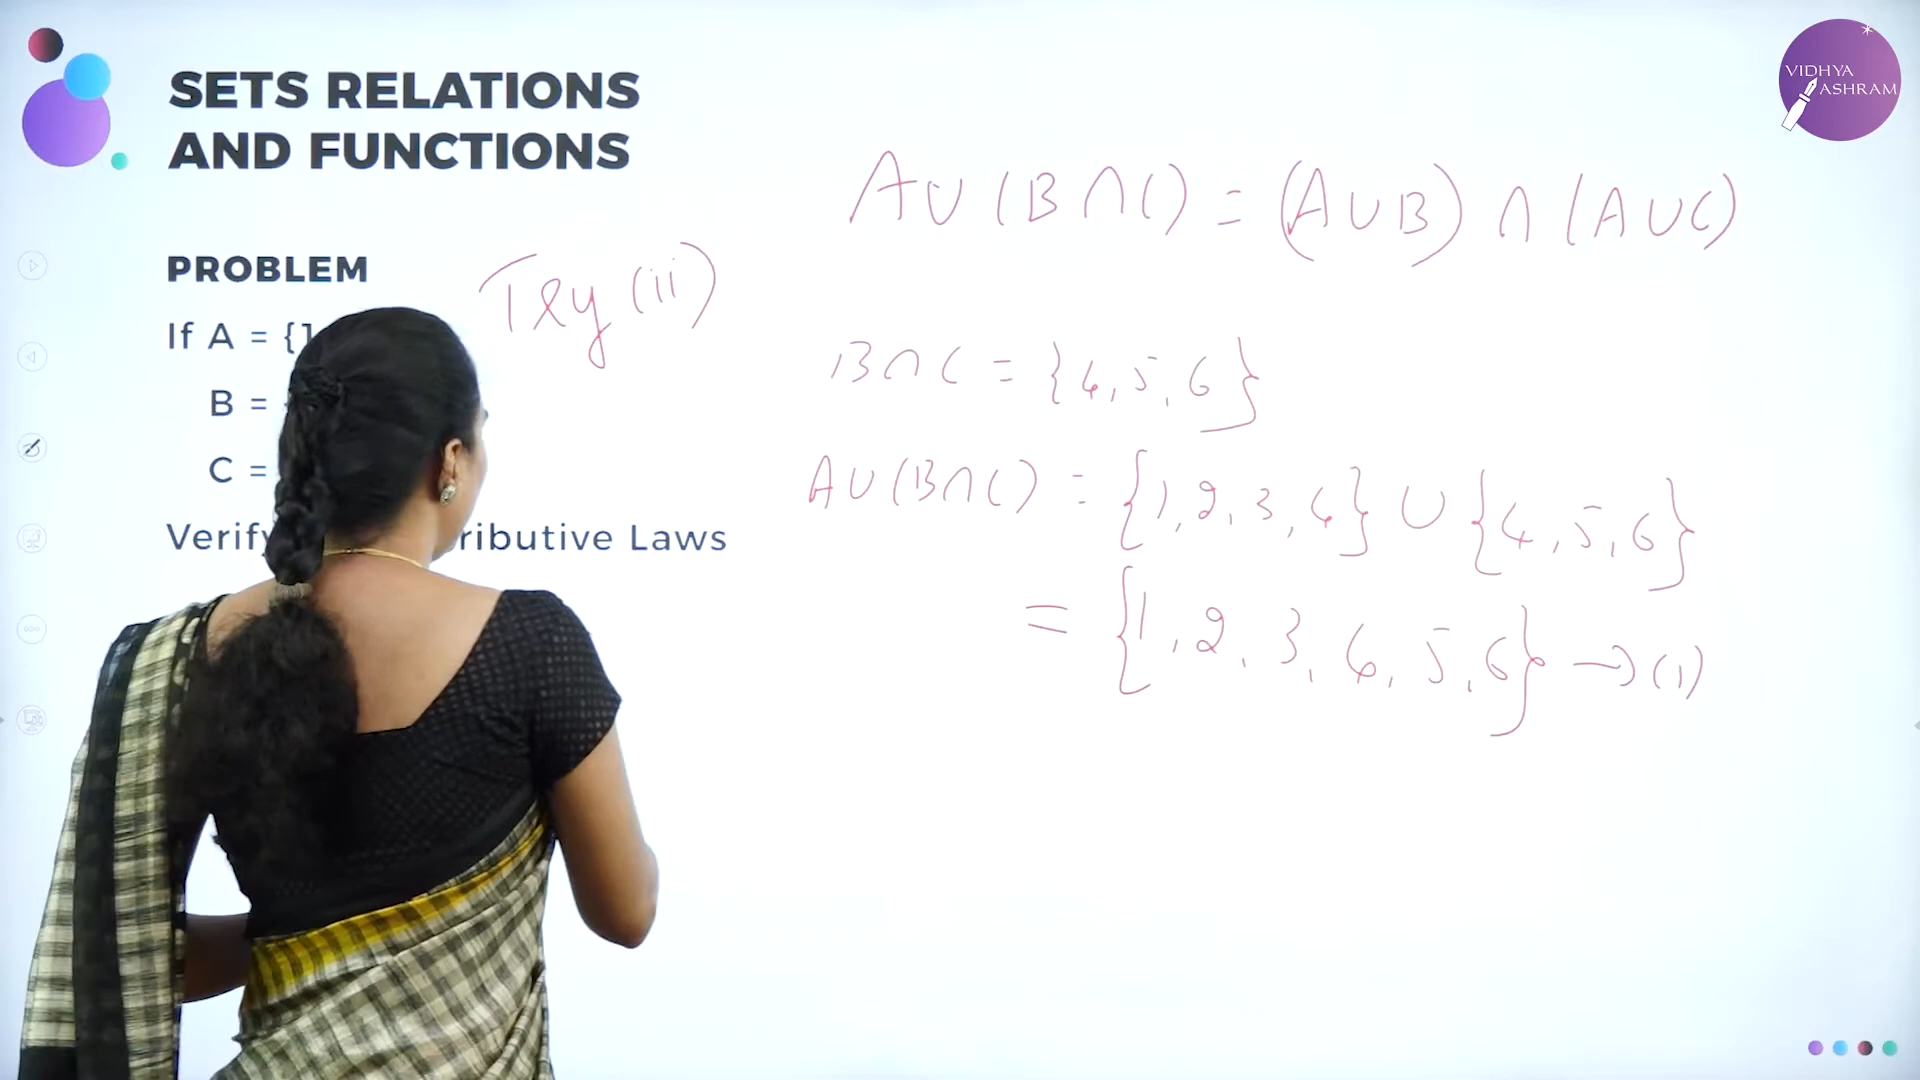 SETS RELATIONS
AND FUNCTIONS
VIDHYA
ASHRAM
A∪(B∩C) = (A∪B) ∩ (A∪C)
PROBLEM
Try (ii)
If A = {1
B =
C =
Verify ributive Laws
B∩C = {4,5,6}
A∪(B∩C) = {1,2,3,4} ∪ {4,5,6}
= {1,2,3,4,5,6} →(1)